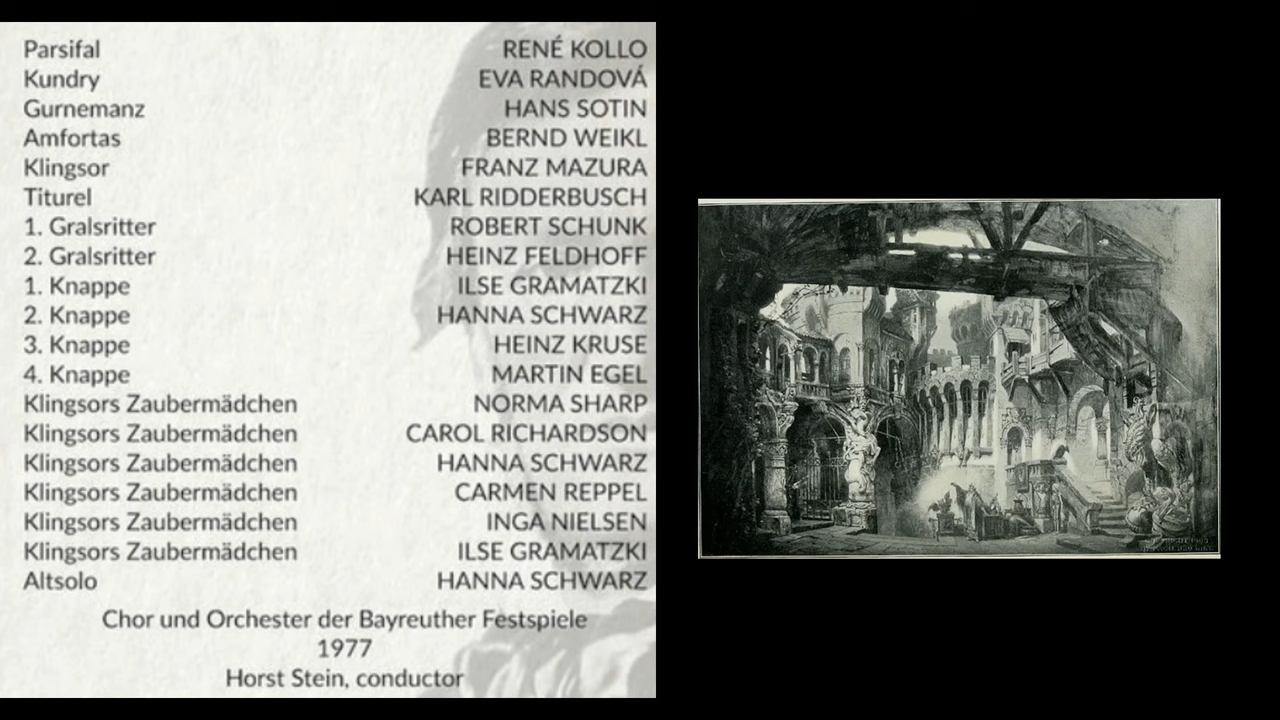 Parsifal RENÉ KOLLO
Kundry EVA RANDOVÁ
Gurnemanz HANS SOTIN
Amfortas BERND WEIKL
Klingsor FRANZ MAZURA
Titurel KARL RIDDERBUSCH
1. Gralsritter ROBERT SCHUNK
2. Gralsritter HEINZ FELDHOFF
1. Knappe ILSE GRAMATZKI
2. Knappe HANNA SCHWARZ
3. Knappe HEINZ KRUSE
4. Knappe MARTIN EGEL
Klingsors Zaubermädchen NORMA SHARP
Klingsors Zaubermädchen CAROL RICHARDSON
Klingsors Zaubermädchen HANNA SCHWARZ
Klingsors Zaubermädchen CARMEN REPPEL
Klingsors Zaubermädchen INGA NIELSEN
Klingsors Zaubermädchen ILSE GRAMATZKI
Altsolo HANNA SCHWARZ
Chor und Orchester der Bayreuther Festspiele
1977
Horst Stein, conductor